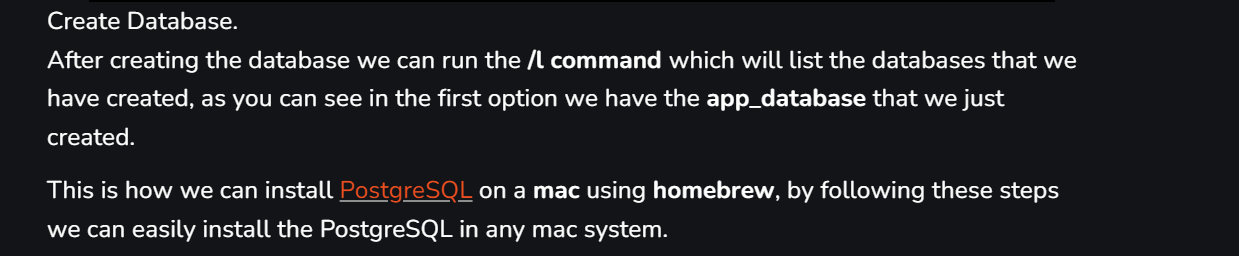 Create Database.
After creating the database we can run the /l command which will list the databases that we
have created, as you can see in the first option we have the app_database that we just
created.
This is how we can install PostgreSQL on a mac using homebrew, by following these steps
we can easily install the PostgreSQL in any mac system.